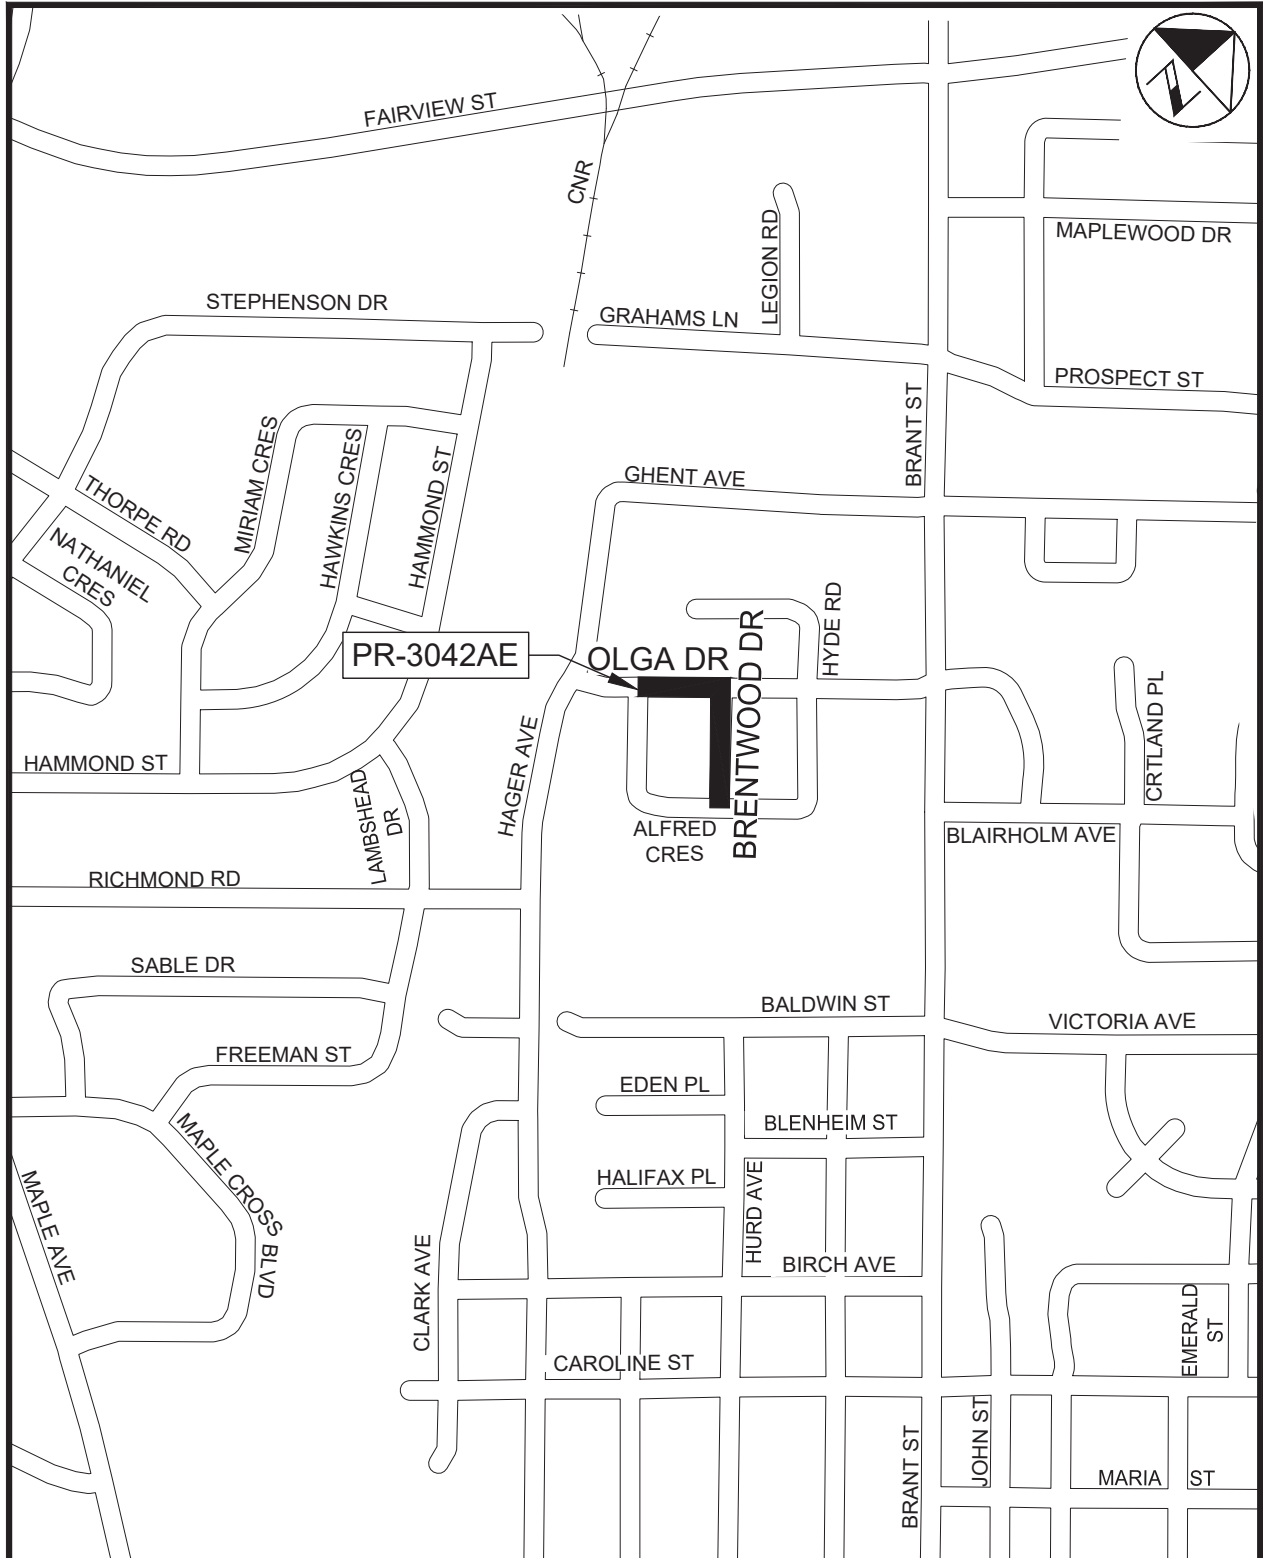 FAIRVIEW ST
CNR
LEGION RD
MAPLEWOOD DR
STEPHENSON DR
GRAHAMS LN
PROSPECT ST
BRANT ST
MIRIAM CRES
HAWKINS CRES
HAMMOND ST
GHENT AVE
THORPE RD
NATHANIEL
CRES
HYDE RD
PR-3042AE
OLGA DR
BRENTWOOD DR
CRTLAND PL
HAGER AVE
HAMMOND ST
LAMBSHEAD
DR
ALFRED
CRES
BLAIRHOLM AVE
RICHMOND RD
SABLE DR
BALDWIN ST
VICTORIA AVE
FREEMAN ST
EDEN PL
BLENHEIM ST
MAPLE CROSS BLVD
HALIFAX PL
HURD AVE
MAPLE AVE
CLARK AVE
BIRCH AVE
EMERALD
ST
CAROLINE ST
BRANT ST
JOHN ST
MARIA ST